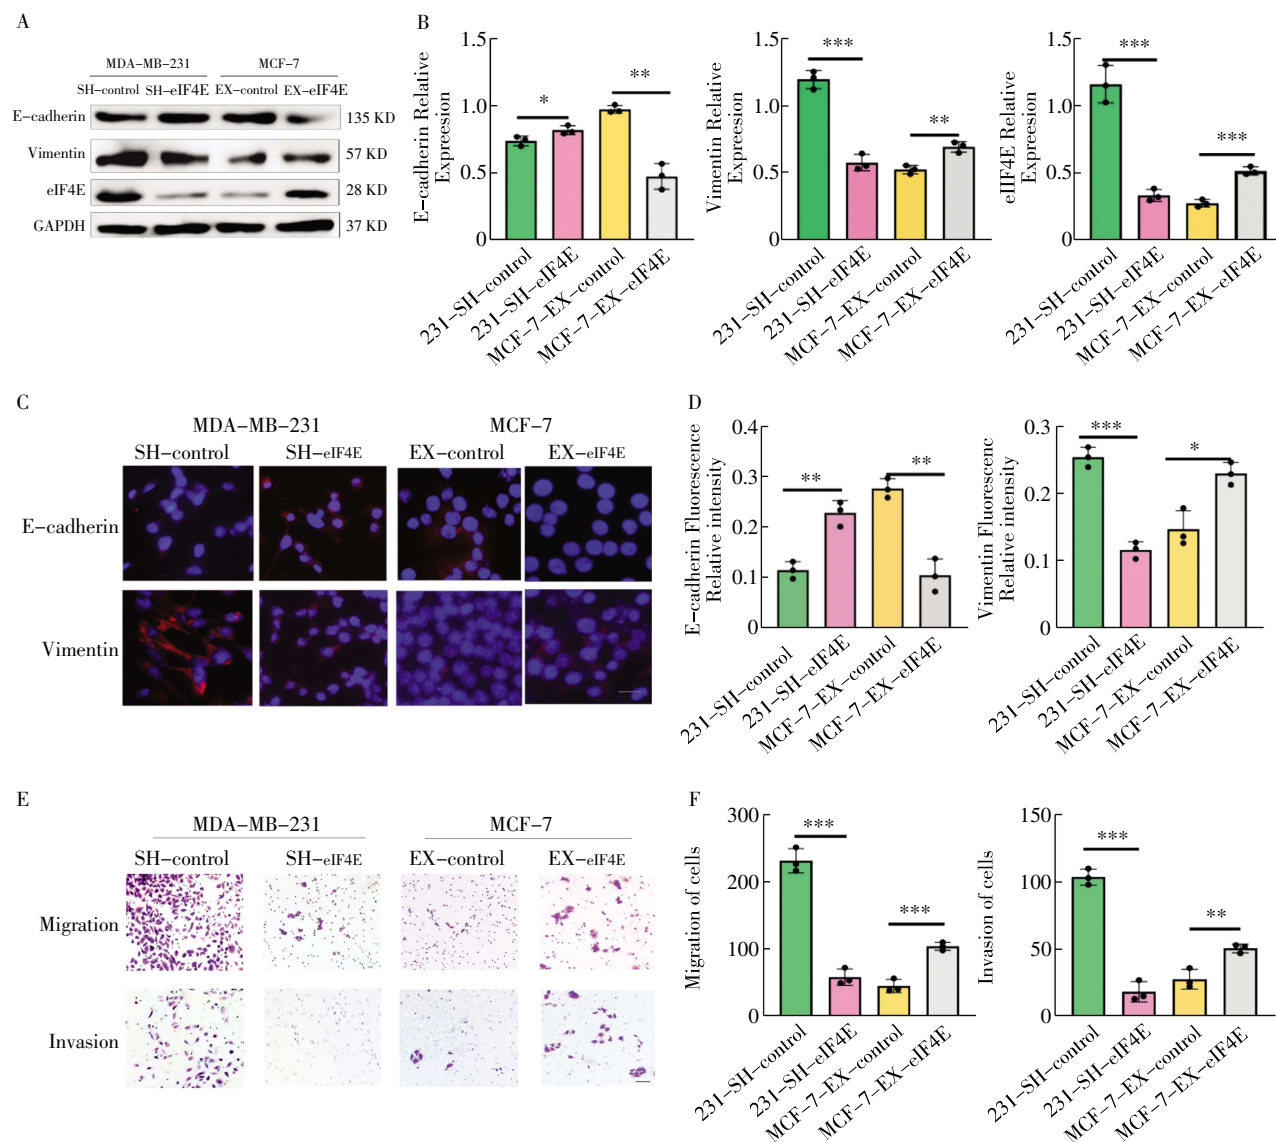 A
MDA-MB-231 MCF-7
SH-control SH-eIF4E EX-control EX-eIF4E
E-cadherin 135 KD
Vimentin 57 KD
eIF4E 28 KD
GAPDH 37 KD
B
E-cadherin Relative
Expreesion
1.5
1.0
0.5
0
*
**
231-SH-control
231-SH-eIF4E
MCF-7-EX-control
MCF-7-EX-eIF4E
Vimentin Relative
Expreesion
1.5
1.0
0.5
0
***
**
231-SH-control
231-SH-eIF4E
MCF-7-EX-control
MCF-7-EX-eIF4E
eIIF4E Relative
Expreesion
1.5
1.0
0.5
0
***
***
231-SH-control
231-SH-eIF4E
MCF-7-EX-control
MCF-7-EX-eIF4E
C
MDA-MB-231 MCF-7
SH-control SH-eIF4E EX-control EX-eIF4E
E-cadherin
Vimentin
D
E-cadherin Fluorescence
Relative intensity
0.4
0.3
0.2
0.1
0
**
**
231-SH-control
231-SH-eIF4E
MCF-7-EX-control
MCF-7-EX-eIF4E
Vimentin Fluorescenc
Relative intensity
0.3
0.2
0.1
0
***
*
231-SH-control
231-SH-eIF4E
MCF-7-EX-control
MCF-7-EX-eIF4E
E
MDA-MB-231 MCF-7
SH-control SH-eIF4E EX-control EX-eIF4E
Migration
Invasion
F
Migration of cells
300
200
100
0
***
***
231-SH-control
231-SH-eIF4E
MCF-7-EX-control
MCF-7-EX-eIF4E
Invasion of cells
150
100
50
0
***
**
231-SH-control
231-SH-eIF4E
MCF-7-EX-control
MCF-7-EX-eIF4E